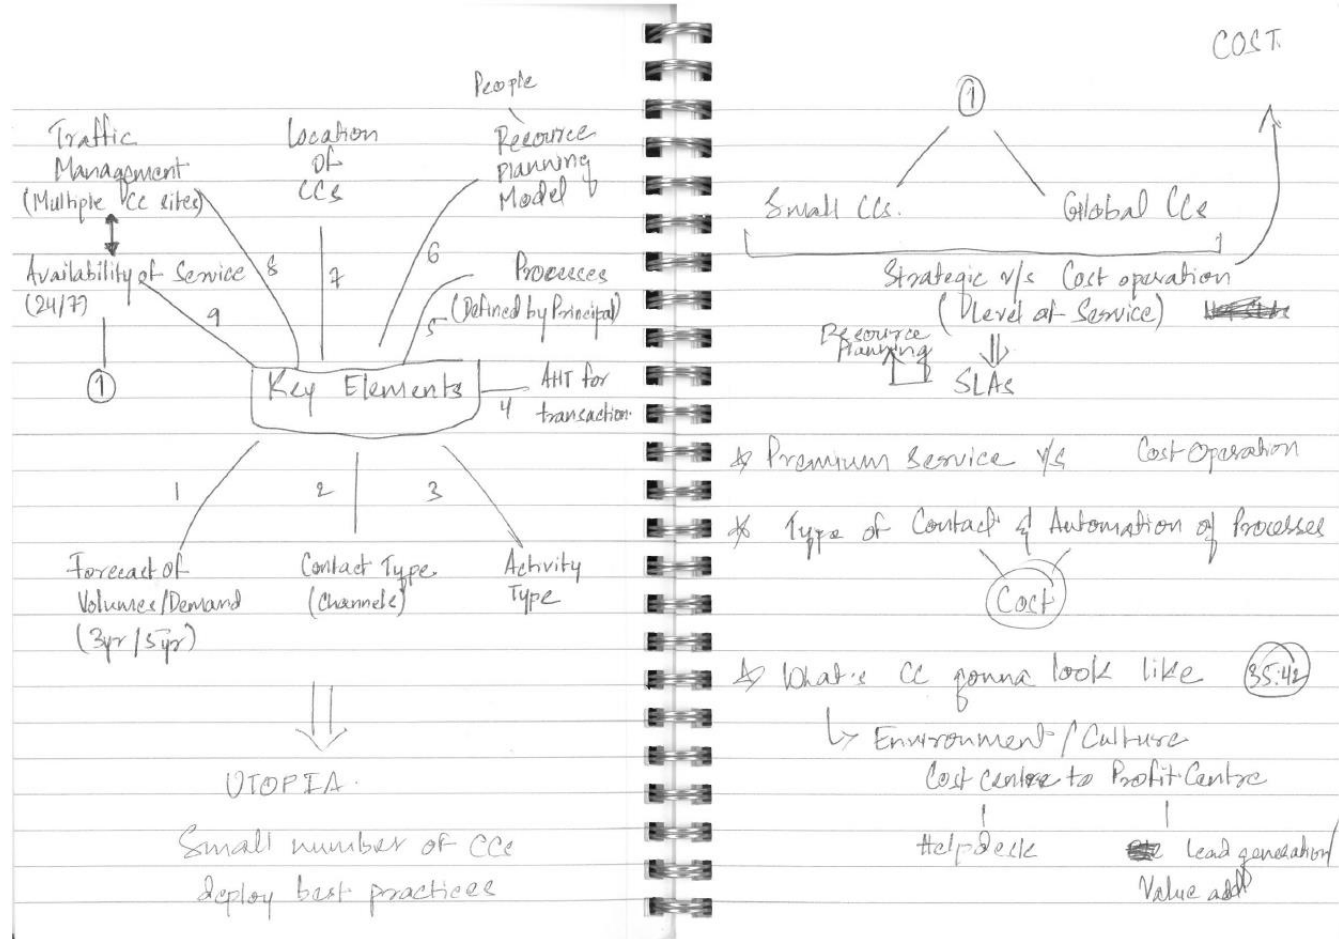 People
Traffic
Management
(Multiple CC sites)
Location
of
CCs
Resource
Planning
Model
8
7
6
Availability of Service
(24/7)
9
Processes
(Defined by Principal)
5
1
Key Elements
4
AHT for
transaction.
1
2
3
Forecast of
Volumes/Demand
(3yr/5yr)
Contact Type
(Channels)
Activity
Type
UTOPIA.
Small number of CCs
deploy best practices
COST.
1
Small CCs.
Global CCs
Strategic v/s Cost operation
(Level of Service)
Resource
Planning
SLAs
Premium service v/s Cost Operation
Type of Contact & Automation of Processes
Cost
What's CC gonna look like 35:42
Environment/Culture
Cost centre to Profit Centre
Helpdesk
Lead generation/
Value add